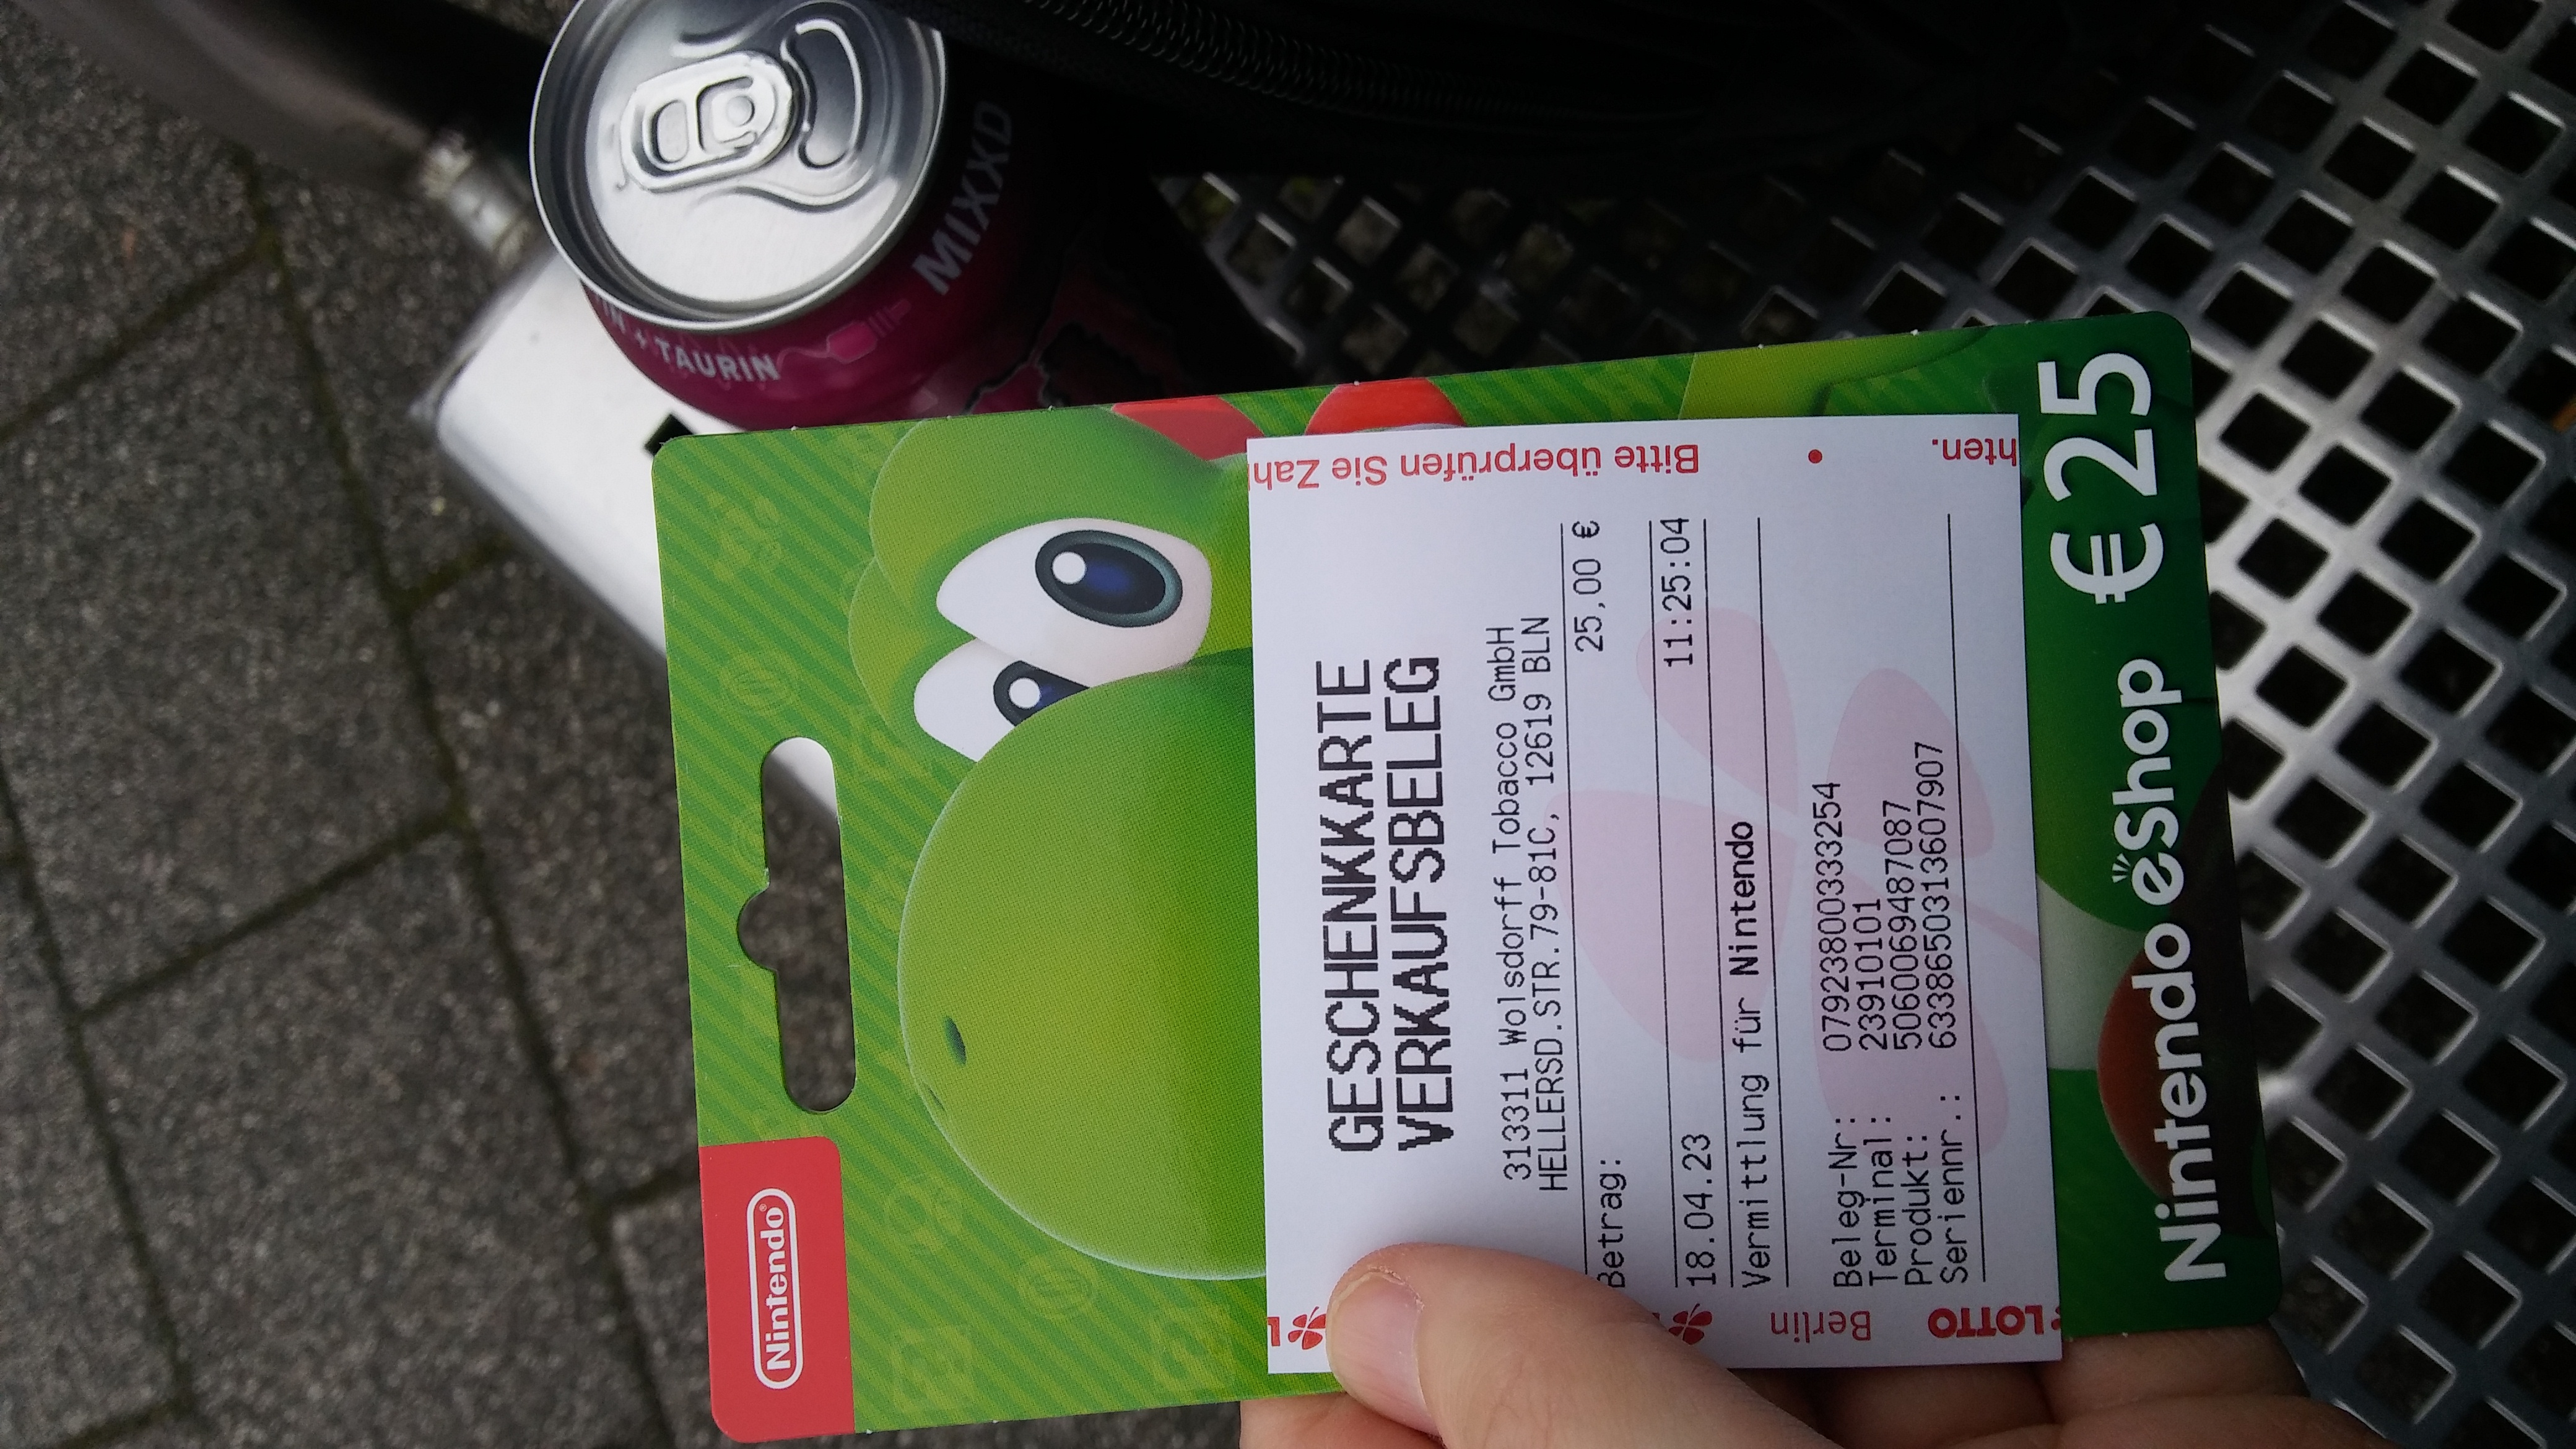 MIXXD
+ TAURIN
Nintendo
GESCHENKKARTE
VERKAUFSBELEG
313311 Wolsdorff Tobacco GmbH
HELLERSD.STR.79-81C, 12619 BLN
Betrag: 25,00 €
18.04.23 11:25:04
Vermittlung für Nintendo
Beleg-Nr: 0792380033333254
Terminal: 23910101
Produkt: 5060069487087
Seriennr.: 6338650313607907
Bitte überprüfen Sie
hten.
Berlin
LOTTO
Nintendo eShop € 25